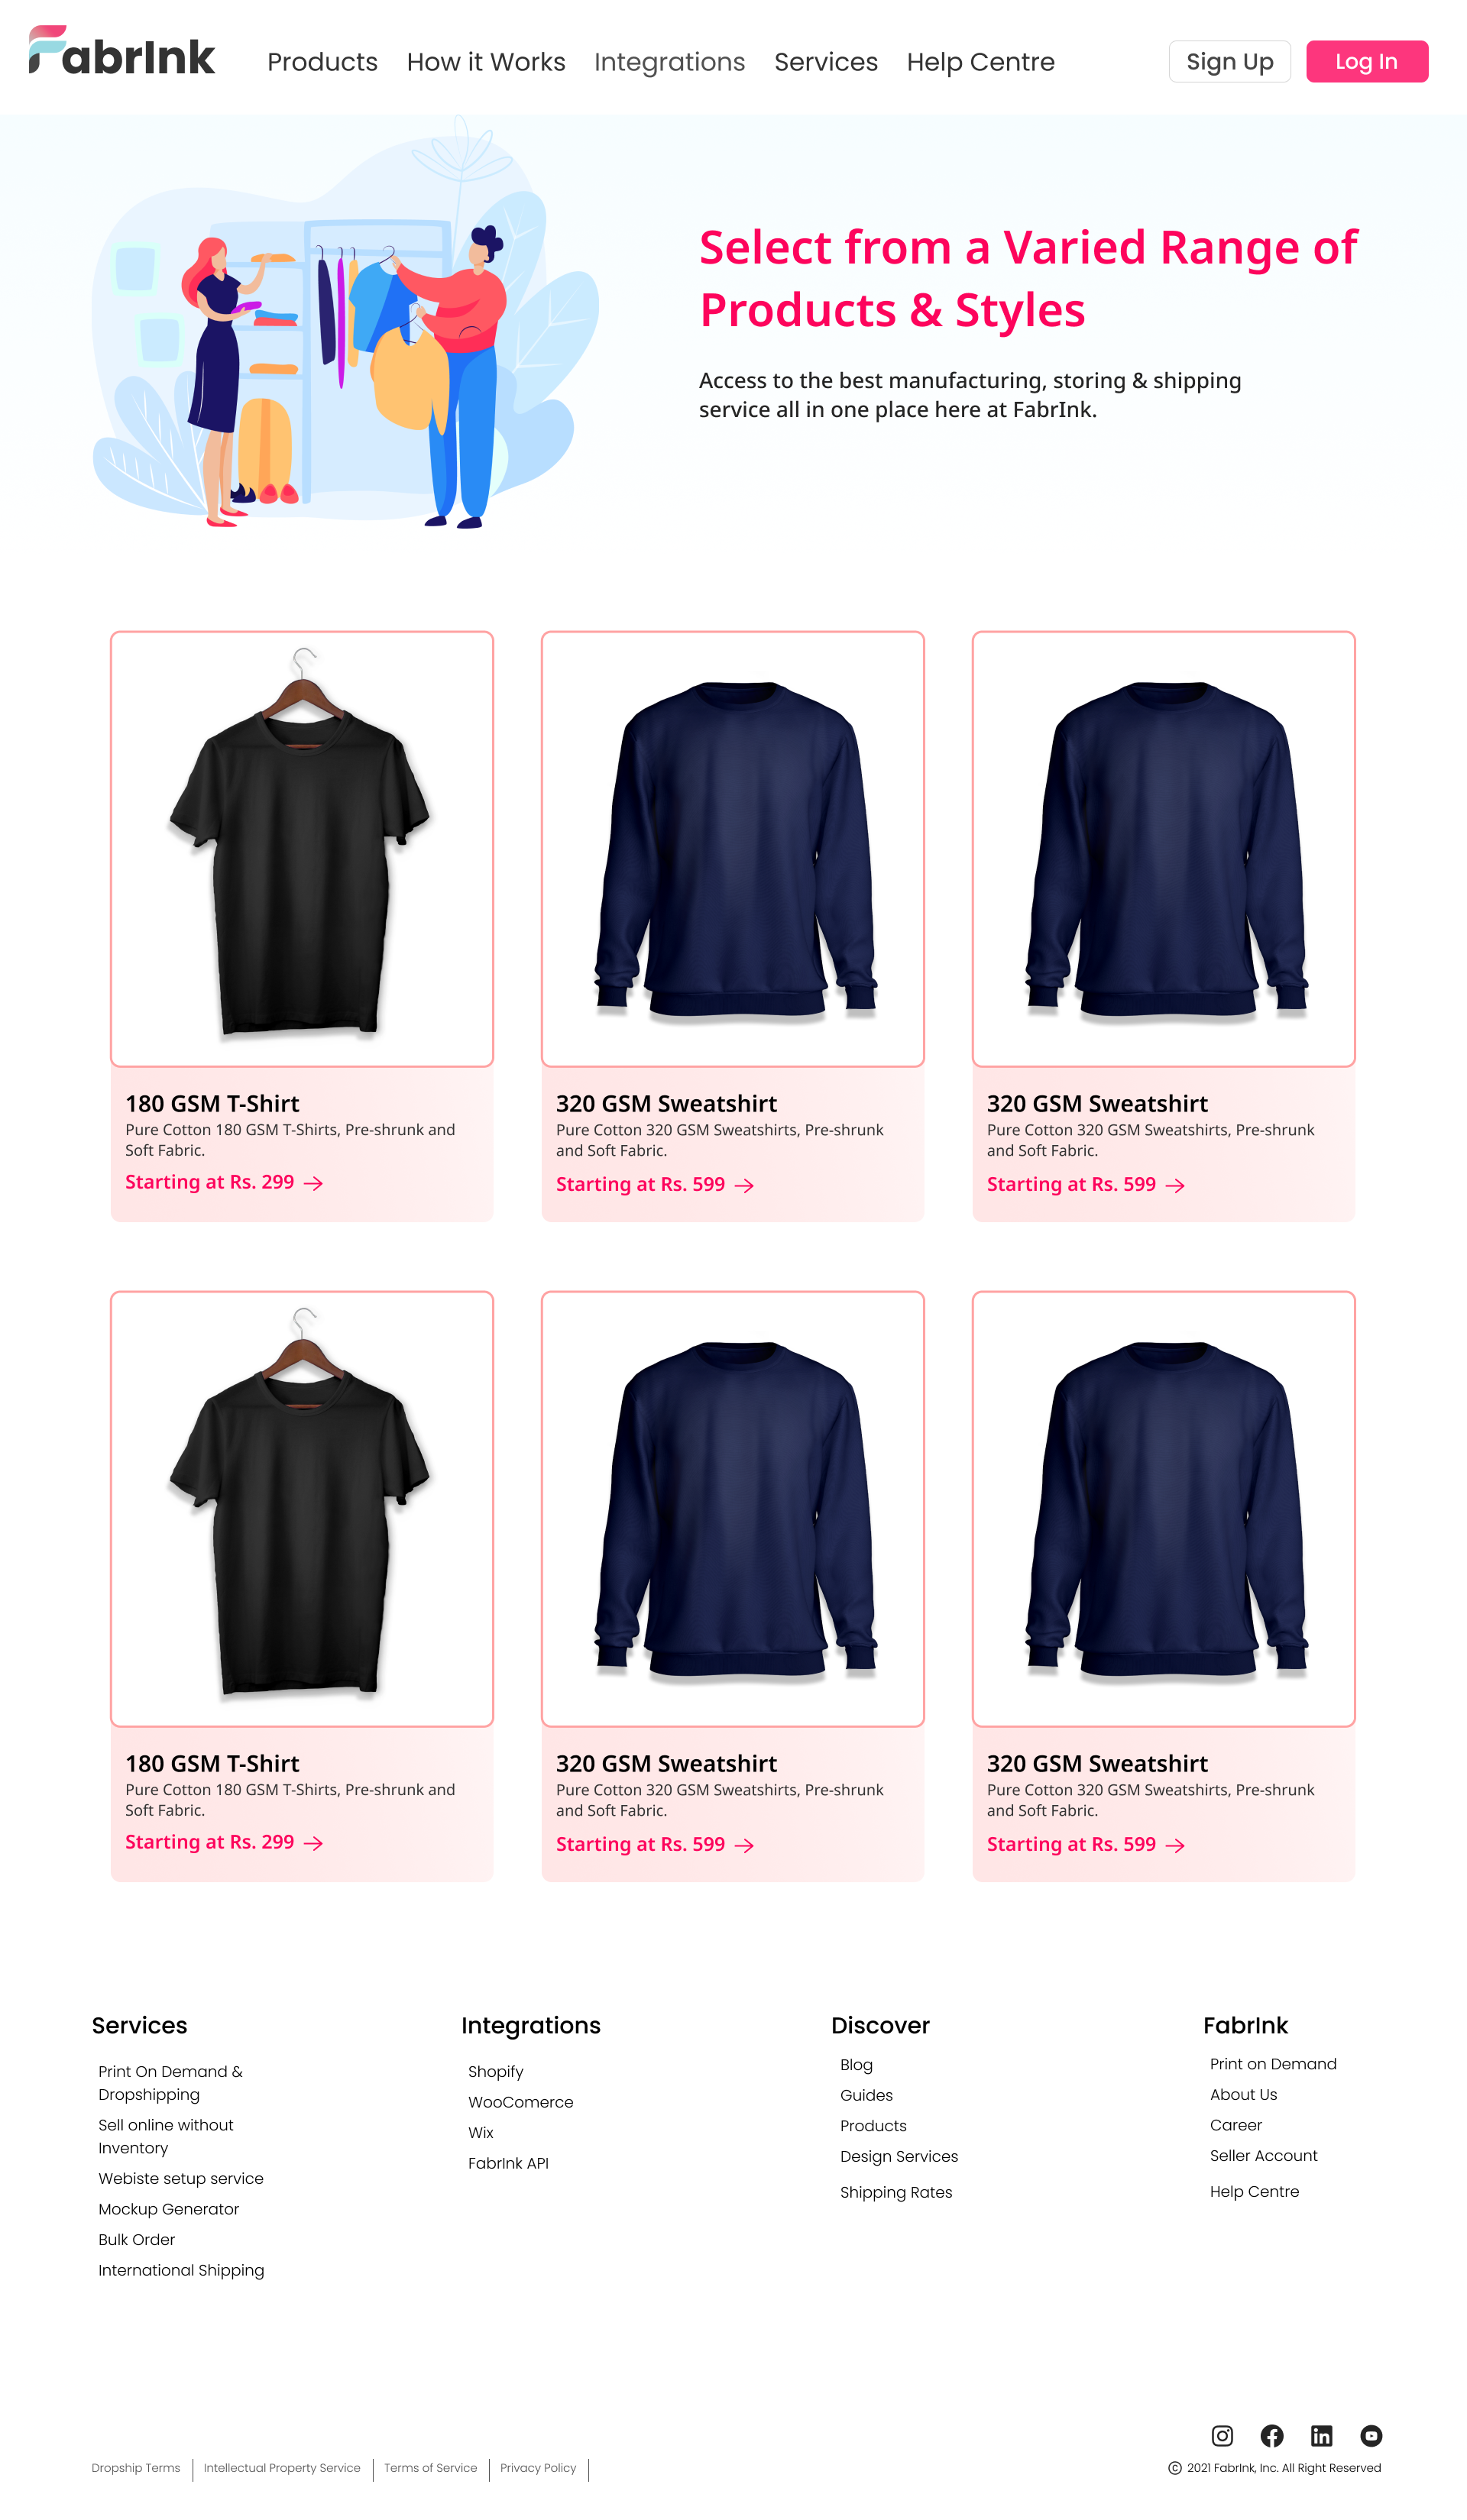 FabrInk
Products
How it Works
Integrations
Services
Help Centre
Sign Up
Log In
Select from a Varied Range of
Products & Styles
Access to the best manufacturing, storing & shipping
service all in one place here at FabrInk.
180 GSM T-Shirt
Pure Cotton 180 GSM T-Shirts, Pre-shrunk and
Soft Fabric.
Starting at Rs. 299
320 GSM Sweatshirt
Pure Cotton 320 GSM Sweatshirts, Pre-shrunk
and Soft Fabric.
Starting at Rs. 599
320 GSM Sweatshirt
Pure Cotton 320 GSM Sweatshirts, Pre-shrunk
and Soft Fabric.
Starting at Rs. 599
180 GSM T-Shirt
Pure Cotton 180 GSM T-Shirts, Pre-shrunk and
Soft Fabric.
Starting at Rs. 299
320 GSM Sweatshirt
Pure Cotton 320 GSM Sweatshirts, Pre-shrunk
and Soft Fabric.
Starting at Rs. 599
320 GSM Sweatshirt
Pure Cotton 320 GSM Sweatshirts, Pre-shrunk
and Soft Fabric.
Starting at Rs. 599
Services
Print On Demand &
Dropshipping
Sell online without
Inventory
Webiste setup service
Mockup Generator
Bulk Order
International Shipping
Integrations
Shopify
WooComerce
Wix
FabrInk API
Discover
Blog
Guides
Products
Design Services
Shipping Rates
FabrInk
Print on Demand
About Us
Career
Seller Account
Help Centre
Dropship Terms
Intellectual Property Service
Terms of Service
Privacy Policy
© 2021 FabrInk, Inc. All Right Reserved